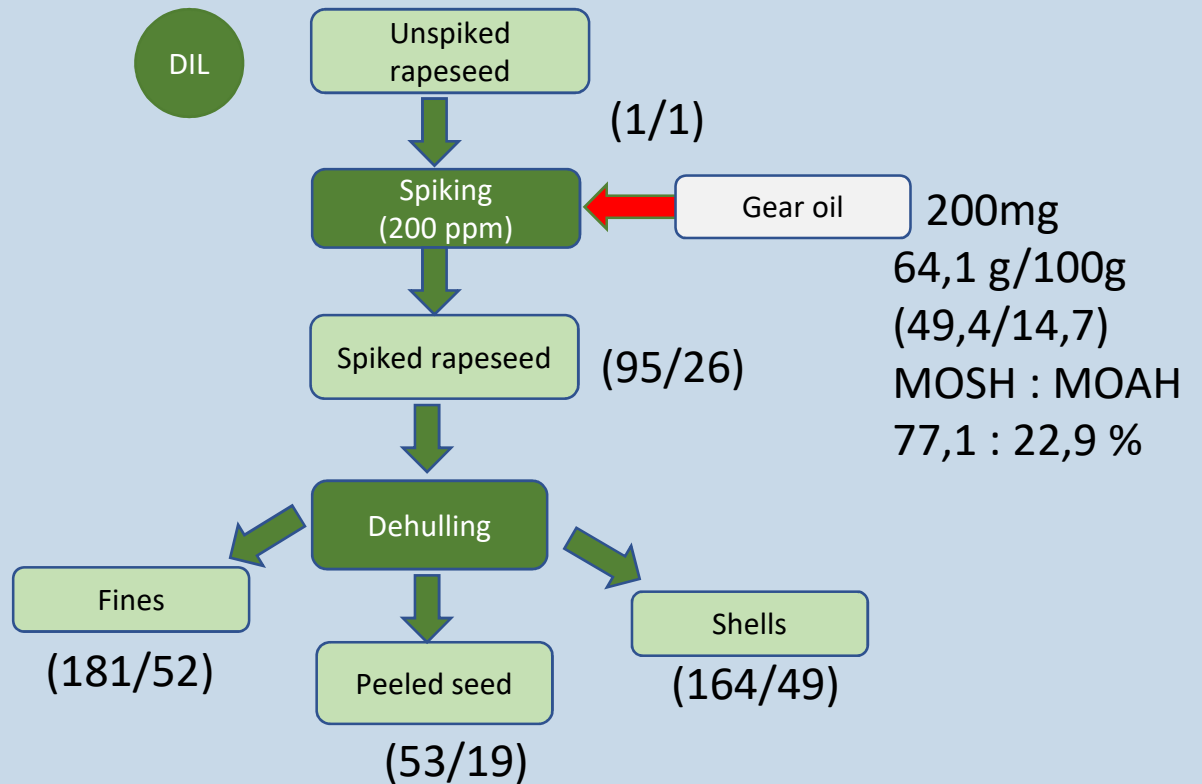 DIL
Unspiked
rapeseed
(1/1)
Spiking
(200 ppm)
Gear oil
200mg
64,1 g/100g
(49,4/14,7)
MOSH : MOAH
77,1 : 22,9 %
Spiked rapeseed
(95/26)
Dehulling
Fines
(181/52)
Peeled seed
(53/19)
Shells
(164/49)